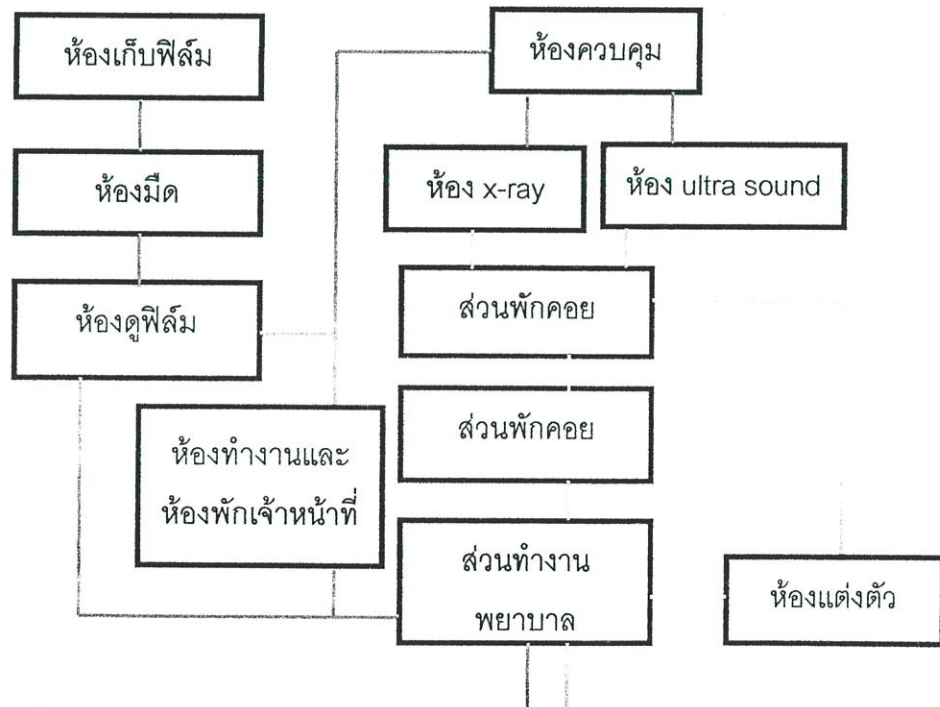 ห้องเก็บฟิล์ม
ห้องควบคุม
ห้องมืด
ห้อง x-ray
ห้อง ultra sound
ห้องดูฟิล์ม
ส่วนพักคอย
ส่วนพักคอย
ห้องทำงานและ
ห้องพักเจ้าหน้าที่
ส่วนทำงาน
พยาบาล
ห้องแต่งตัว